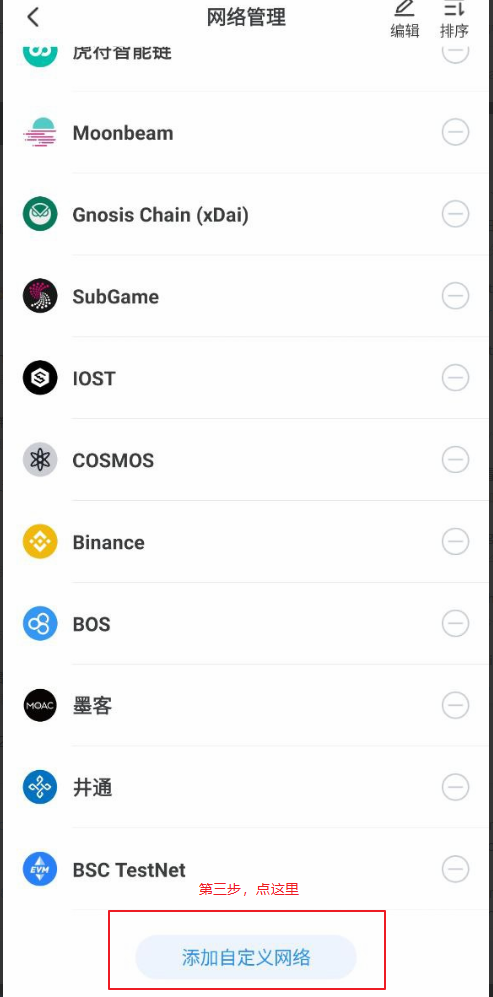 网络管理
编辑
排序
虎符智能链
Moonbeam
Gnosis Chain (xDai)
SubGame
IOST
COSMOS
Binance
BOS
MOAC
墨客
井通
EVM
BSC TestNet
第三步，点这里
添加自定义网络